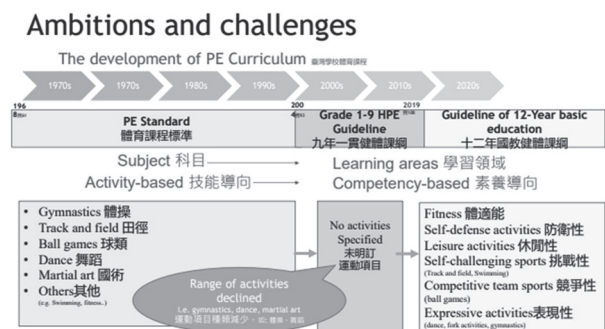 Ambitions and challenges
The development of PE Curriculum 臺灣學校體育課程
1970s 1970s 1980s 1990s 2000s 2010s 2020s
196
200
2019
PE Standard
體育課程標準
Grade 1-9 HPE
Guideline
九年一貫健體課綱
Guideline of 12-Year basic
education
十二年國教健體課綱
Subject 科目
Learning areas 學習領域
Activity-based 技能導向
Competency-based 素養導向
• Gymnastics 體操
• Track and field 田徑
• Ball games 球類
• Dance 舞蹈
• Martial art 國術
• Others其他
(e.g. Swimming, fitness..)
No activities
Specified
未明訂
運動項目
Fitness 體適能
Self-defense activities 防衛性
Leisure activities 休閒性
Self-challenging sports 挑戰性
(Track and field, Swimming)
Competitive team sports 競爭性
(ball games)
Expressive activities表現性
(dance, fork activities, gymnastics)
Range of activities
declined
i.e. gymnastics, dance, martial art
運動項目種類減少